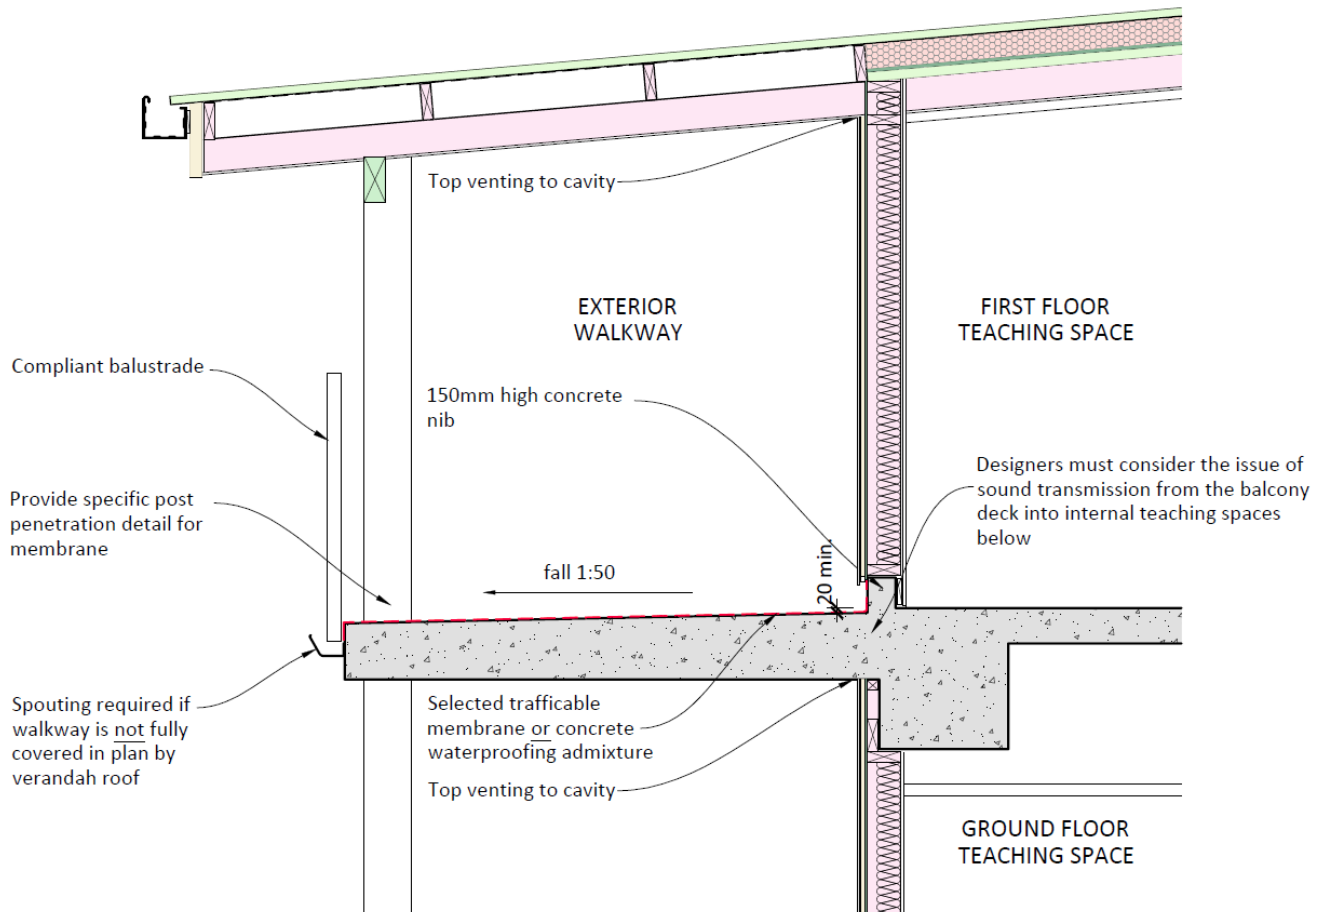 Top venting to cavity
EXTERIOR
WALKWAY
FIRST FLOOR
TEACHING SPACE
Compliant balustrade
150mm high concrete
nib
Designers must consider the issue of
sound transmission from the balcony
deck into internal teaching spaces
below
Provide specific post
penetration detail for
membrane
fall 1:50
20 min.
Spouting required if
walkway is not fully
covered in plan by
verandah roof
Selected trafficable
membrane or concrete
waterproofing admixture
Top venting to cavity
GROUND FLOOR
TEACHING SPACE